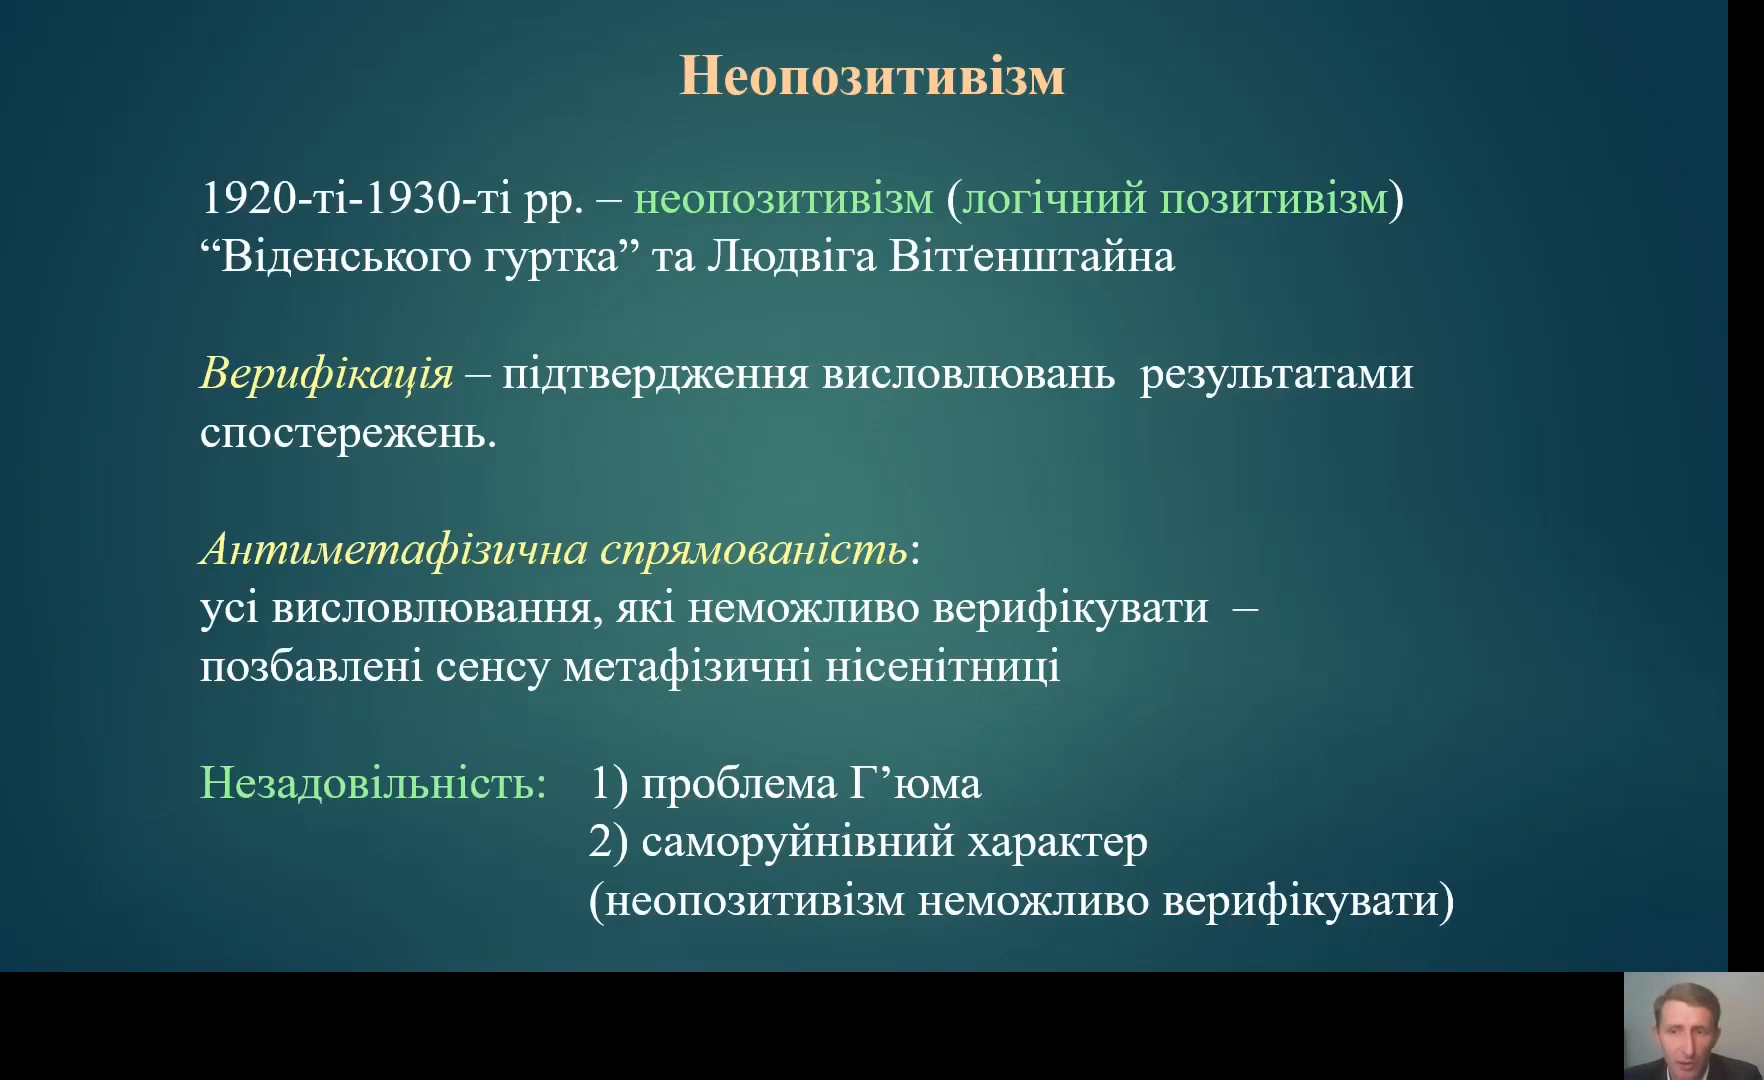 Неопозитивізм
1920-ті-1930-ті рр. – неопозитивізм (логічний позитивізм)
“Віденського гуртка” та Людвіга Вітґенштайна
Верифікація – підтвердження висловлювань результатами
спостережень.
Антиметафізична спрямованість:
усі висловлювання, які неможливо верифікувати –
позбавлені сенсу метафізичні нісенітниці
Незадовільність: 1) проблема Г’юма
2) саморуйнівний характер
(неопозитивізм неможливо верифікувати)